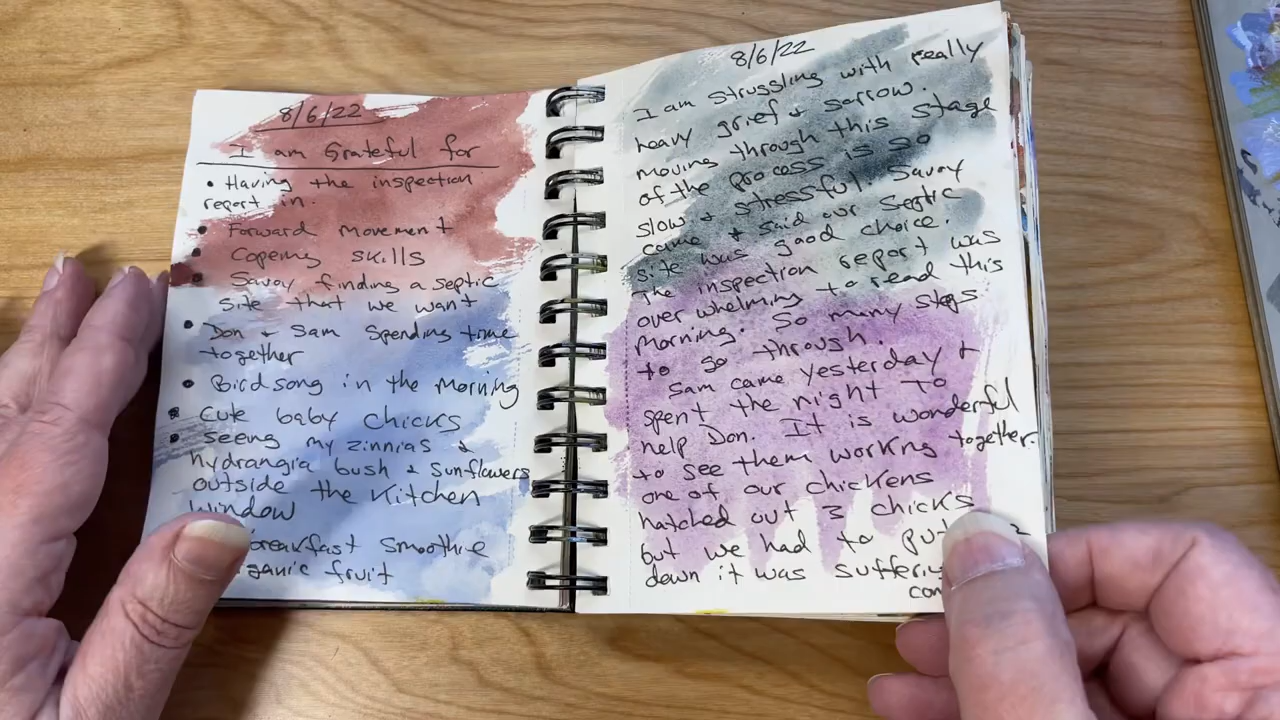 8/6/22
I am Grateful for
• Having the inspection
report in.
• Forward movement
• Copeing skills
• Savoy finding a septic
site that we want
• Don & Sam spending time
together
• Birdsong in the morning
• Cute baby chicks
• seeing my zinnias &
hydrangia bush & sunflowers
outside the kitchen
window
breakfast smoothie
rganic fruit
8/6/22
I am struggling with really
heavy grief & sorrow.
moving through this stage
of the process is so
slow & stressful. Savoy
came & said our septic
site was good choice.
The inspection report was
over whelming to read this
morning. So many steps
to go through.
Sam came yesterday &
spent the night to
help Don. It is wonderful
to see them working together.
one of our chickens
hatched out 3 chicks
but we had to put
down it was sufferi
con